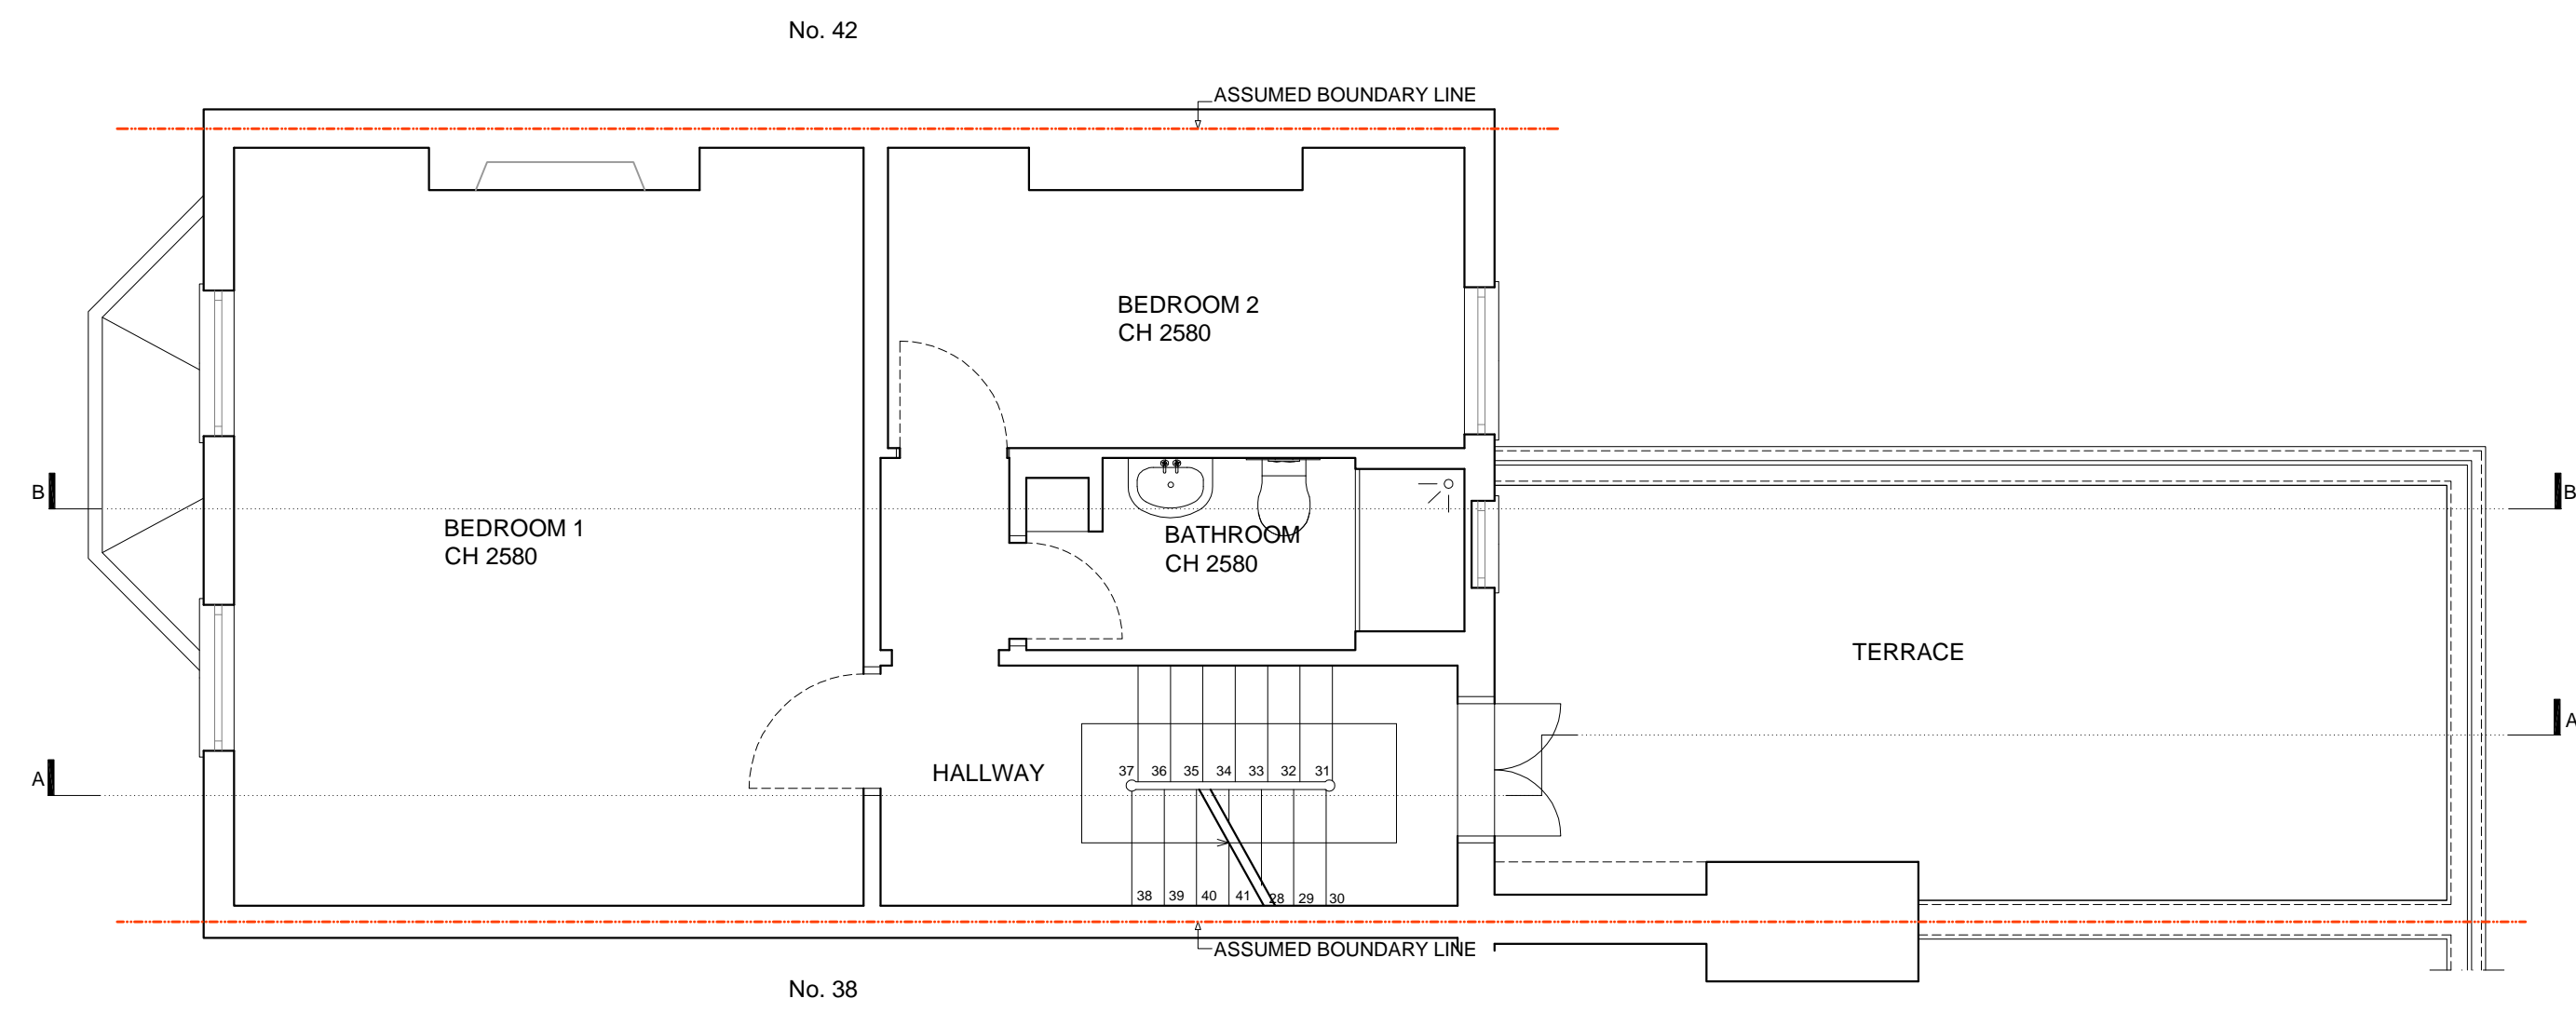 No. 42
ASSUMED BOUNDARY LINE
BEDROOM 2
CH 2580
B
B
BEDROOM 1
CH 2580
BATHROOM
CH 2580
TERRACE
A
A
HALLWAY
37 36 35 34 33 32 31
38 39 40 41 28 29 30
ASSUMED BOUNDARY LINE
No. 38